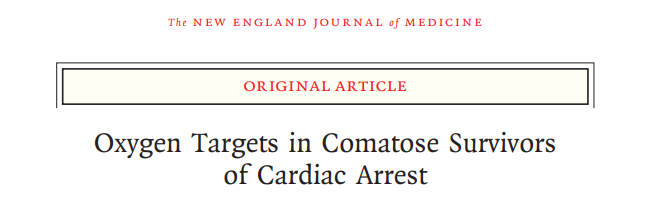 The NEW ENGLAND JOURNAL of MEDICINE
ORIGINAL ARTICLE
Oxygen Targets in Comatose Survivors
of Cardiac Arrest